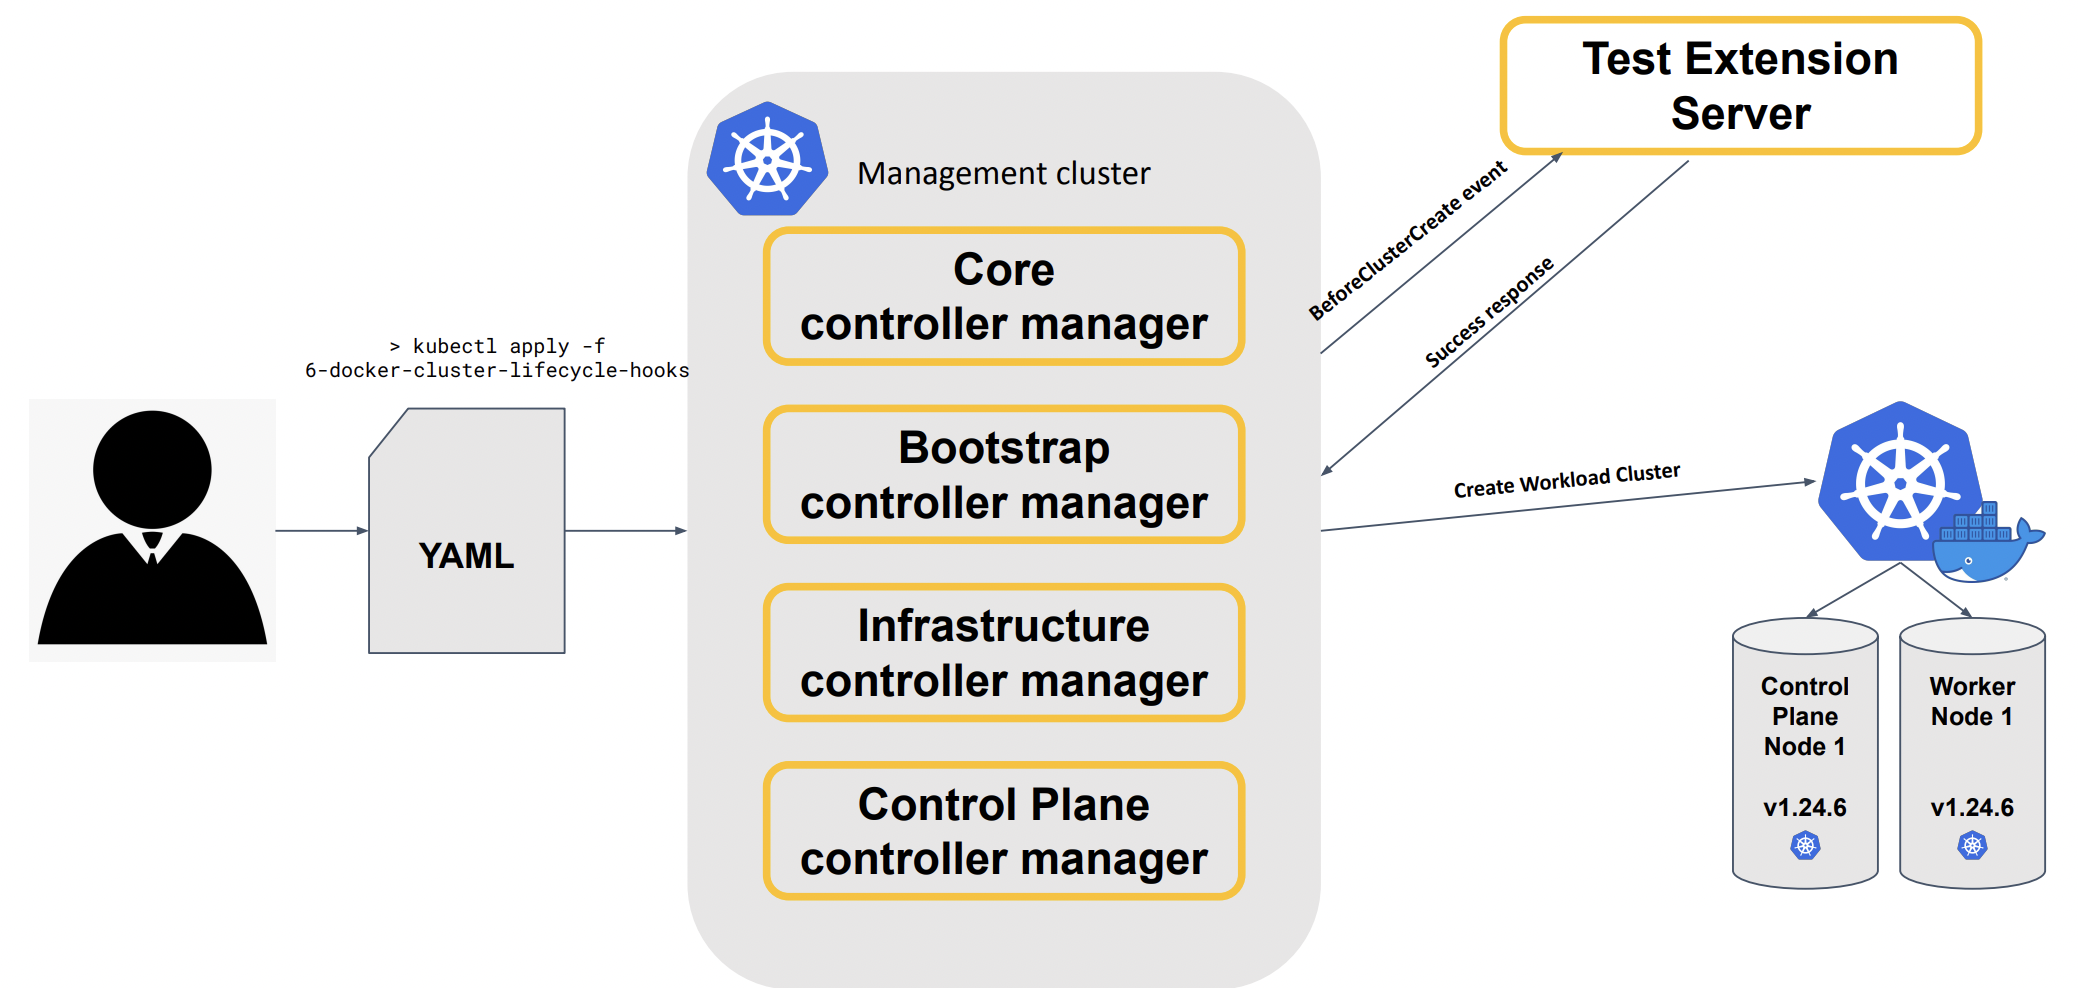 Test Extension
Server
Management cluster
BeforeClusterCreate event
Success response
Core
controller manager
> kubectl apply -f
6-docker-cluster-lifecycle-hooks
YAML
Bootstrap
controller manager
Create Workload Cluster
Infrastructure
controller manager
Control Plane
controller manager
Control
Plane
Node 1
v1.24.6
Worker
Node 1
v1.24.6